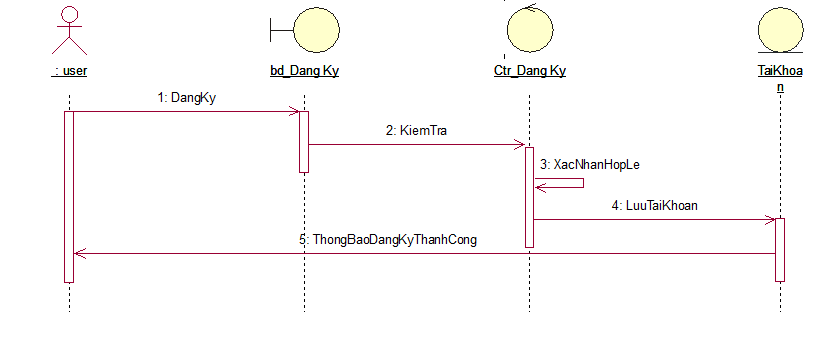 : user
bd_Dang Ky
Ctr_Dang Ky
TaiKhoa
n
1: DangKy
2: KiemTra
3: XacNhanHopLe
4: LuuTaiKhoan
5: ThongBaoDangKyThanhCong